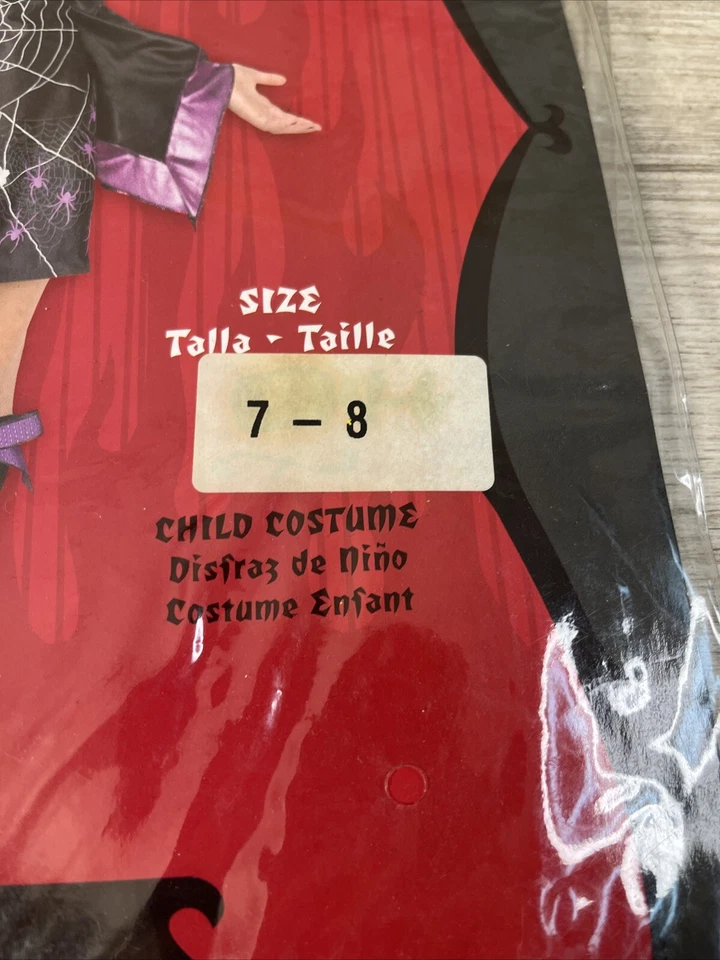 SIZE
Talla - Taille
7 – 8
CHILD COSTUME
Disfraz de Niño
Costume Enfant